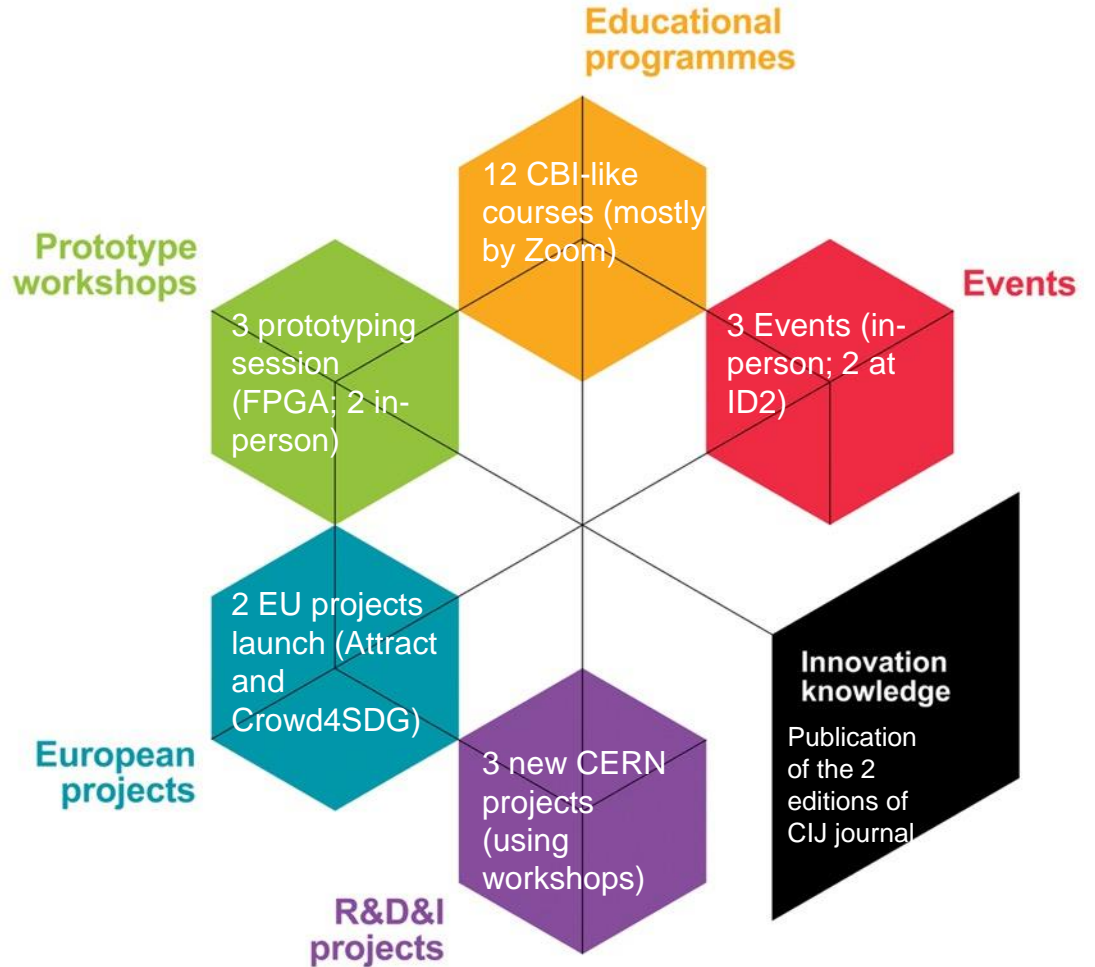 Educational
programmes
12 CBI-like
courses (mostly
by Zoom)
Prototype
workshops
3 prototyping
session
(FPGA; 2 in-
person)
Events
3 Events (in-
person; 2 at
ID2)
2 EU projects
launch (Attract
and
Crowd4SDG)
European
projects
Innovation
knowledge
Publication
of the 2
editions of
CIJ journal
3 new CERN
projects
(using
workshops)
R&D&I
projects